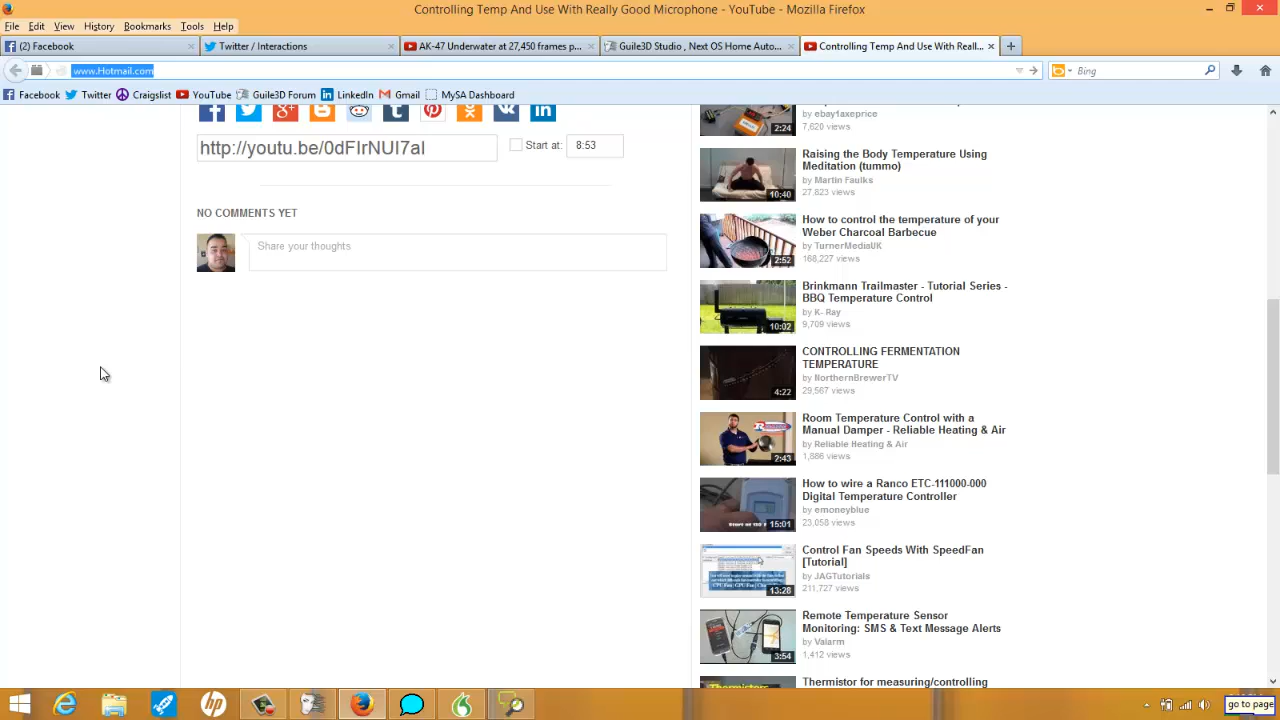 Controlling Temp And Use With Really Good Microphone - YouTube - Mozilla Firefox
File Edit View History Bookmarks Tools Help
(2) Facebook
Twitter / Interactions
AK-47 Underwater at 27,450 frames p...
Guile3D Studio , Next OS Home Auto...
Controlling Temp And Use With Reall...
www.Hotmail.com
Bing
Facebook Twitter Craigslist YouTube Guile3D Forum LinkedIn Gmail MySA Dashboard
http://youtu.be/0dFIrNUI7aI
Start at: 8:53
NO COMMENTS YET
Share your thoughts
by ebay1axeprice
7,620 views
2:24
Raising the Body Temperature Using
Meditation (tummo)
by Martin Faulks
27,823 views
10:40
How to control the temperature of your
Weber Charcoal Barbecue
by TurnerMediaUK
168,227 views
2:52
Brinkmann Trailmaster - Tutorial Series -
BBQ Temperature Control
by K- Ray
9,709 views
10:02
CONTROLLING FERMENTATION
TEMPERATURE
by NorthernBrewerTV
29,567 views
4:22
Room Temperature Control with a
Manual Damper - Reliable Heating & Air
by Reliable Heating & Air
1,686 views
2:43
How to wire a Ranco ETC-111000-000
Digital Temperature Controller
by emoneyblue
23,058 views
15:01
Control Fan Speeds With SpeedFan
[Tutorial]
by JAGTutorials
211,727 views
13:28
Remote Temperature Sensor
Monitoring: SMS & Text Message Alerts
by Valarm
1,412 views
3:54
Thermistor for measuring/controlling
Thermistors
go to page